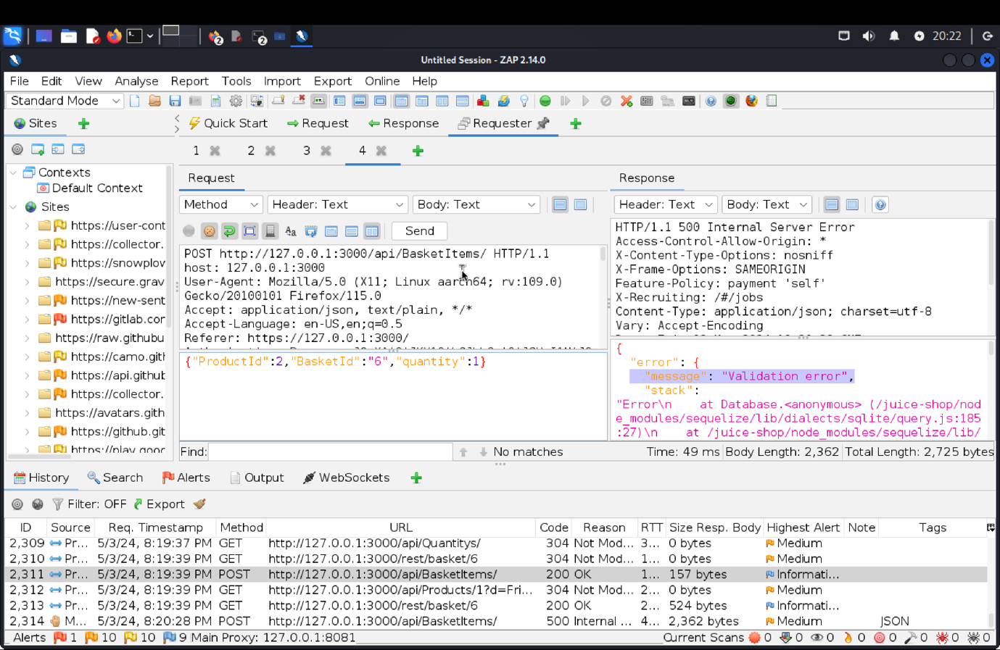 2
2
20:22
Untitled Session - ZAP 2.14.0
File Edit View Analyse Report Tools Import Export Online Help
Standard Mode
Sites
Quick Start Request Response Requester
1 2 3 4
Contexts
Default Context
Sites
https://user-cont
https://collector.
https://snowplov
https://secure.grav
https://new-sent
https://gitlab.cor
https://raw.githubu
https://camo.gitl
https://api.github
https://collector.
https://avatars.gith
https://github.git
https://play.goog
Request
Method Header: Text Body: Text
Send
POST http://127.0.0.1:3000/api/BasketItems/ HTTP/1.1
host: 127.0.0.1:3000
User-Agent: Mozilla/5.0 (X11; Linux aarch64; rv:109.0)
Gecko/20100101 Firefox/115.0
Accept: application/json, text/plain, */*
Accept-Language: en-US,en;q=0.5
Referer: https://127.0.0.1:3000/
{"ProductId":2,"BasketId":"6","quantity":1}
Response
Header: Text Body: Text
HTTP/1.1 500 Internal Server Error
Access-Control-Allow-Origin: *
X-Content-Type-Options: nosniff
X-Frame-Options: SAMEORIGIN
Feature-Policy: payment 'self'
X-Recruiting: /#/jobs
Content-Type: application/json; charset=utf-8
Vary: Accept-Encoding
{
"error": {
"message": "Validation error",
"stack":
"Error\n    at Database.<anonymous> (/juice-shop/nod
e_modules/sequelize/lib/dialects/sqlite/query.js:185
:27)\n    at /juice-shop/node_modules/sequelize/lib/
Find: No matches Time: 49 ms Body Length: 2,362 Total Length: 2,725 bytes
History Search Alerts Output WebSockets
Filter: OFF Export
ID Source Req. Timestamp Method URL Code Reason RTT Size Resp. Body Highest Alert Note Tags
2,309 Pr... 5/3/24, 8:19:37 PM GET http://127.0.0.1:3000/api/Quantitys/ 304 Not Mod... 3... 0 bytes Medium
2,310 Pr... 5/3/24, 8:19:39 PM GET http://127.0.0.1:3000/rest/basket/6 304 Not Mod... 1... 0 bytes Medium
2,311 Pr... 5/3/24, 8:19:39 PM POST http://127.0.0.1:3000/api/BasketItems/ 200 OK 1... 157 bytes Informati...
2,312 Pr... 5/3/24, 8:19:39 PM GET http://127.0.0.1:3000/api/Products/1?d=Fri... 304 Not Mod... 2... 0 bytes Medium
2,313 Pr... 5/3/24, 8:19:39 PM GET http://127.0.0.1:3000/rest/basket/6 200 OK 2... 524 bytes Informati...
2,314 M... 5/3/24, 8:20:28 PM POST http://127.0.0.1:3000/api/BasketItems/ 500 Internal ... 4... 2,362 bytes Medium JSON
Alerts 1 10 10 9 Main Proxy: 127.0.0.1:8081 Current Scans 0 0 0 0 0 0 0 0